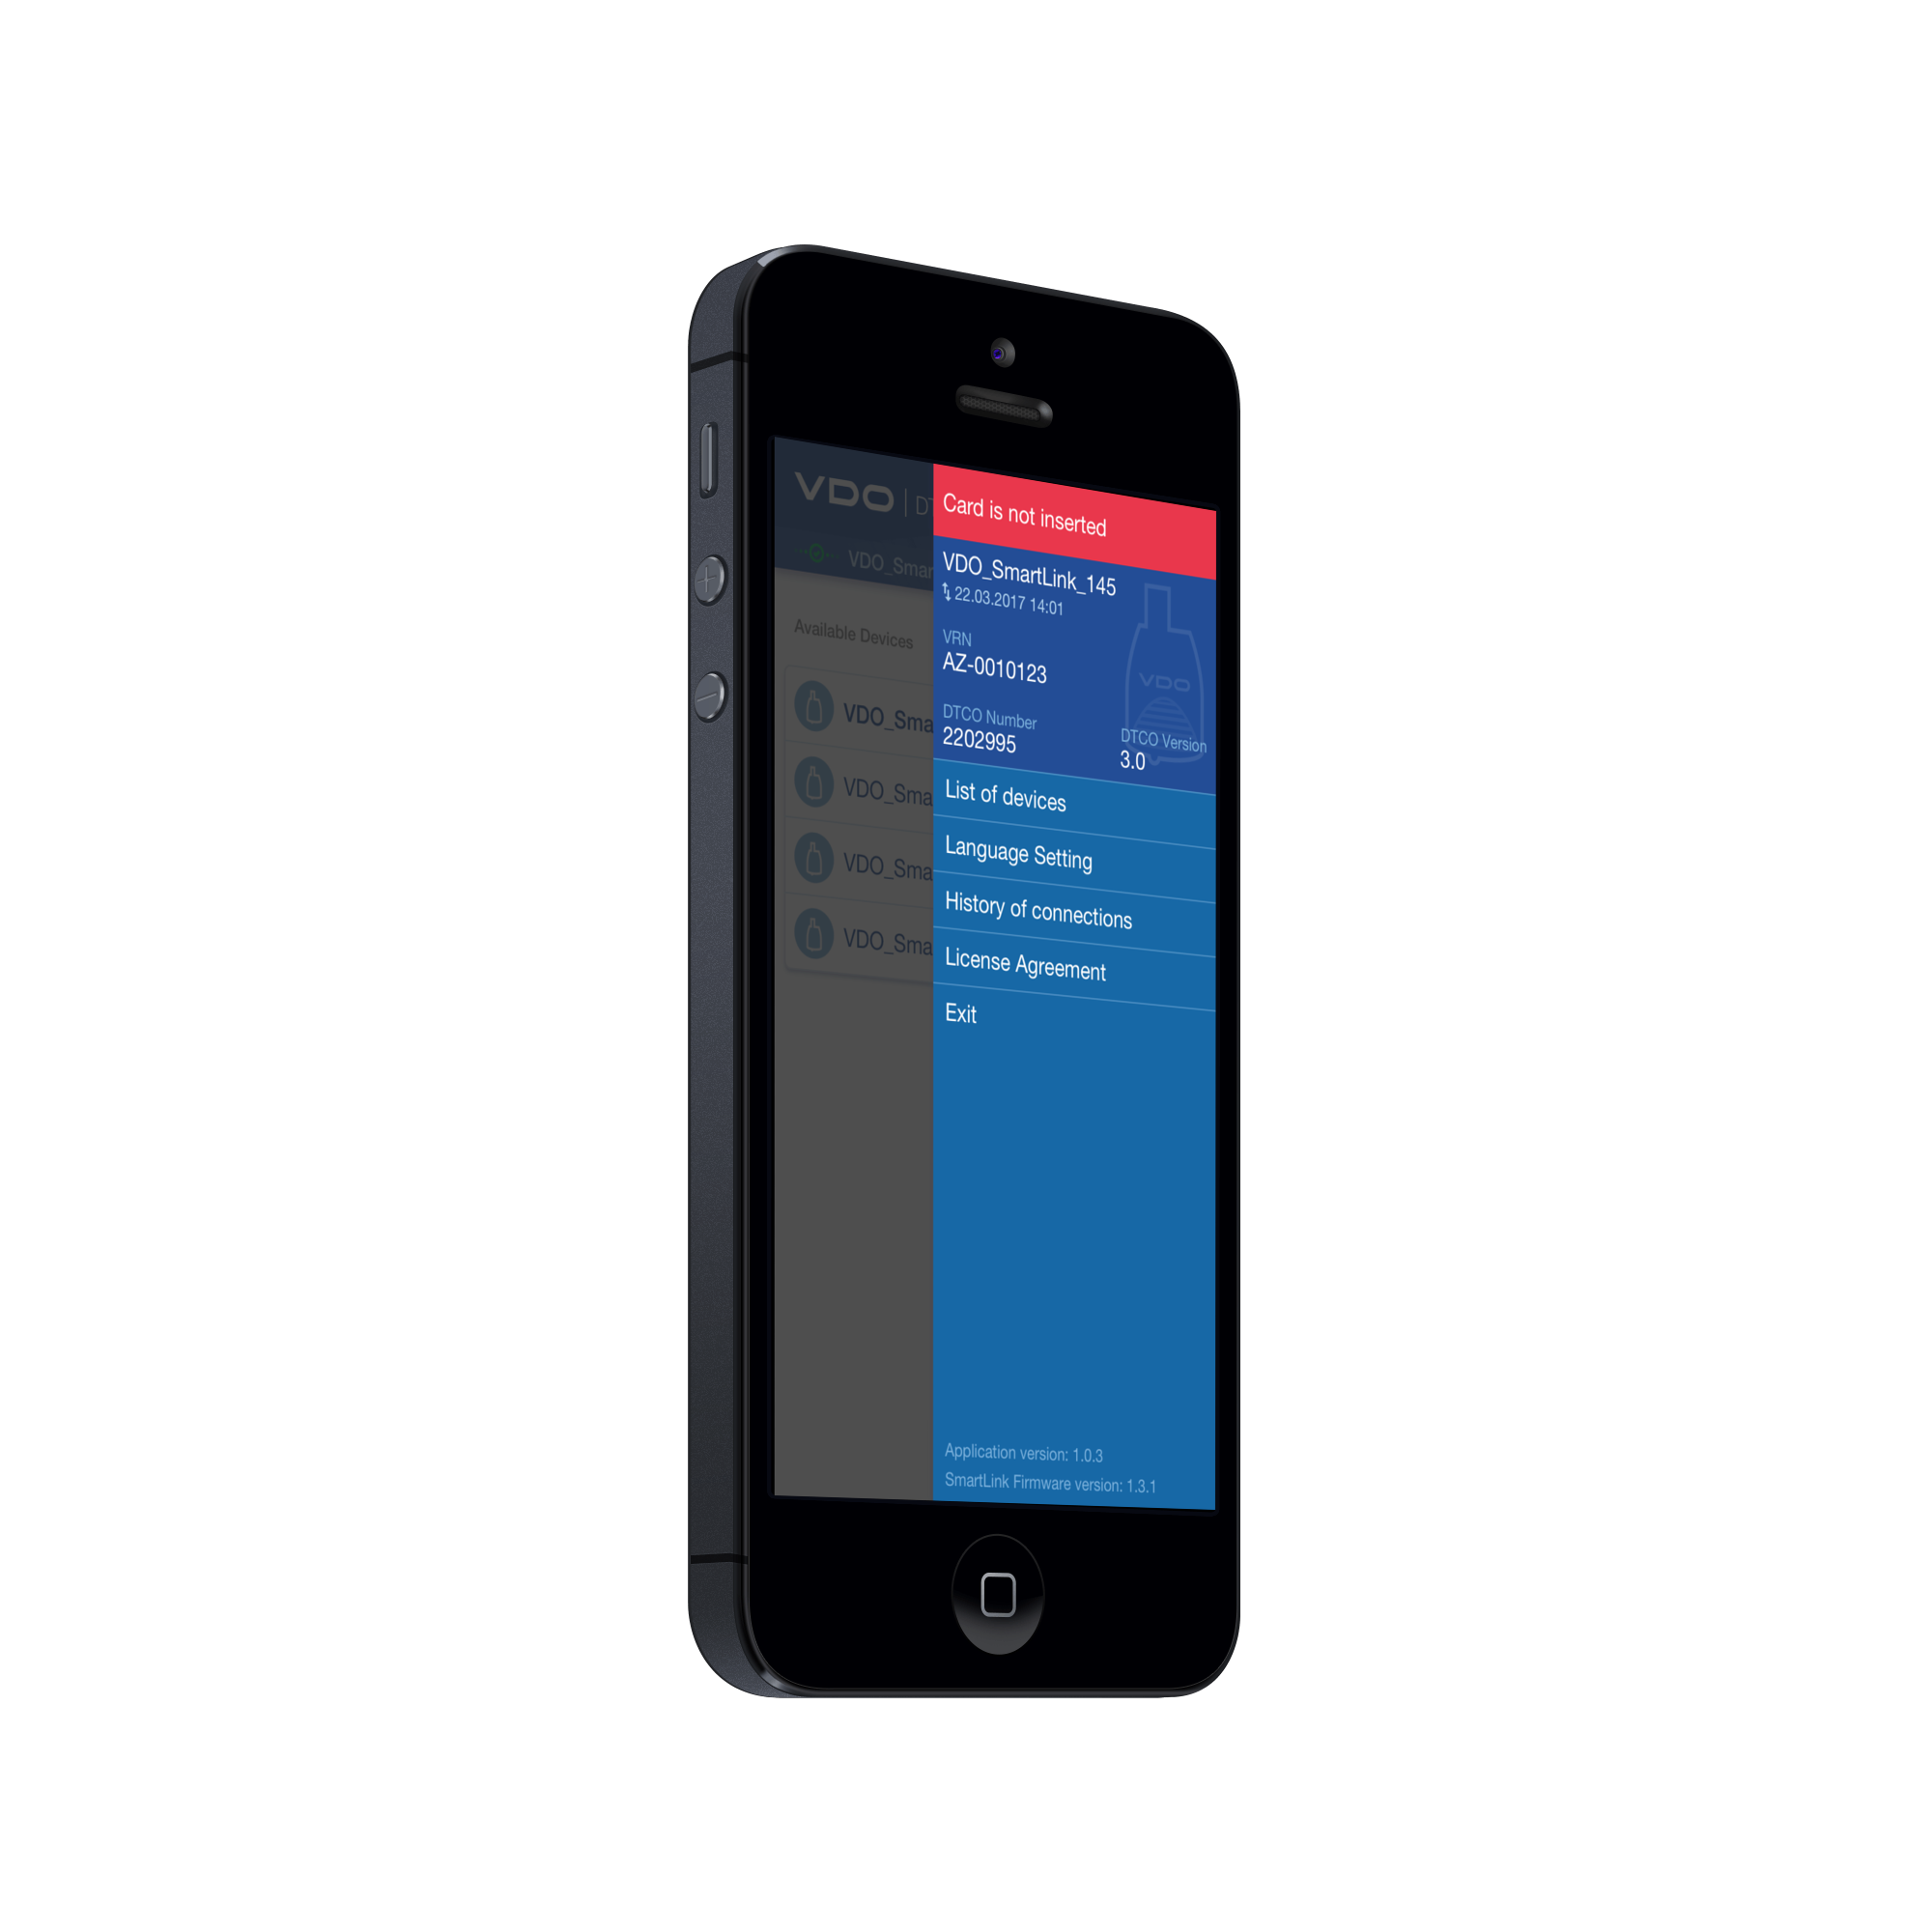 VDO
VDO_Smar
Available Devices
VDO_Sma
VDO_Sma
VDO_Sma
VDO_Sma
Card is not inserted
VDO_SmartLink_145
22.03.2017 14:01
VRN
AZ-0010123
VDO
DTCO Number
2202995
DTCO Version
3.0
List of devices
Language Setting
History of connections
License Agreement
Exit
Application version: 1.0.3
SmartLink Firmware version: 1.3.1